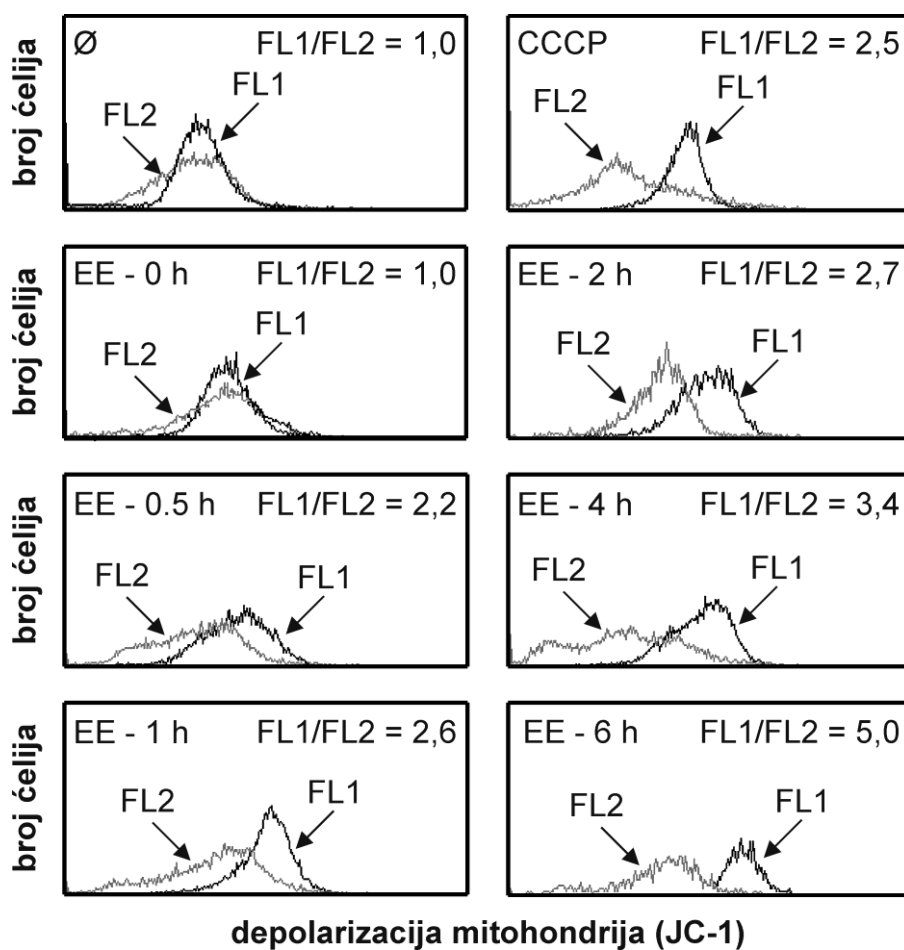 Ø FL1/FL2 = 1,0
FL2
FL1
broj ćelija
CCCP FL1/FL2 = 2,5
FL2
FL1
EE - 0 h FL1/FL2 = 1,0
FL2
FL1
broj ćelija
EE - 2 h FL1/FL2 = 2,7
FL2
FL1
EE - 0.5 h FL1/FL2 = 2,2
FL2
FL1
broj ćelija
EE - 4 h FL1/FL2 = 3,4
FL2
FL1
EE - 1 h FL1/FL2 = 2,6
FL2
FL1
broj ćelija
EE - 6 h FL1/FL2 = 5,0
FL2
FL1
depolarizacija mitohondrija (JC-1)